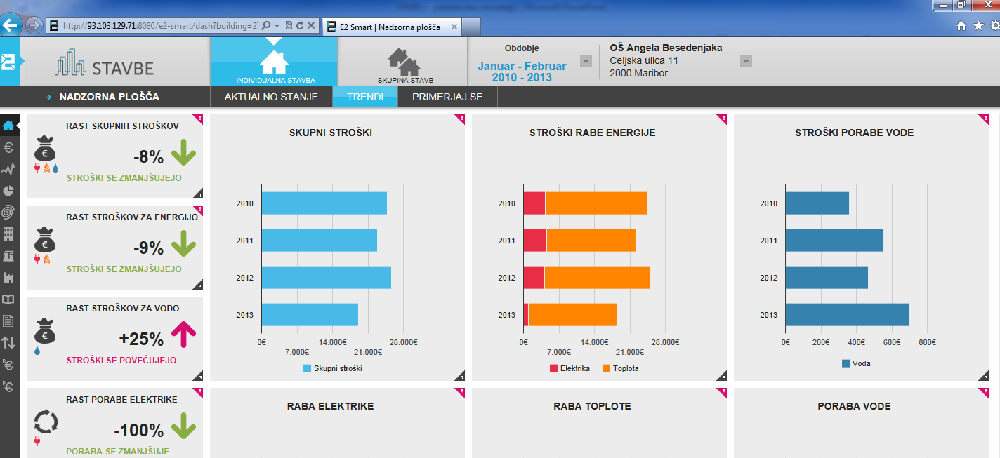 http://93.103.129.71:8080/e2-smart/dash?building=2
E2 Smart | Nadzorna plošča
STAVBE
INDIVIDUALNA STAVBA
SKUPINA STAVB
Obdobje
Januar - Februar
2010 - 2013
OŠ Angela Besedenjaka
Celjska ulica 11
2000 Maribor
NADZORNA PLOŠČA
AKTUALNO STANJE
TRENDI
PRIMERJAJ SE
RAST SKUPNIH STROŠKOV
-8%
STROŠKI SE ZMANJŠUJEJO
1
RAST STROŠKOV ZA ENERGIJO
-9%
STROŠKI SE ZMANJŠUJEJO
2
RAST STROŠKOV ZA VODO
+25%
STROŠKI SE POVEČUJEJO
3
RAST PORABE ELEKTRIKE
-100%
PORABA SE ZMANJŠUJE
SKUPNI STROŠKI
2010
2011
2012
2013
0€ 14.000€ 28.000€
7.000€ 21.000€
Skupni stroški
1
STROŠKI RABE ENERGIJE
2010
2011
2012
2013
0€ 14.000€ 28.000€
7.000€ 21.000€
Elektrika Toplota
2
STROŠKI PORABE VODE
2010
2011
2012
2013
0€ 200€ 400€ 600€ 800€
Voda
3
RABA ELEKTRIKE
RABA TOPLOTE
PORABA VODE